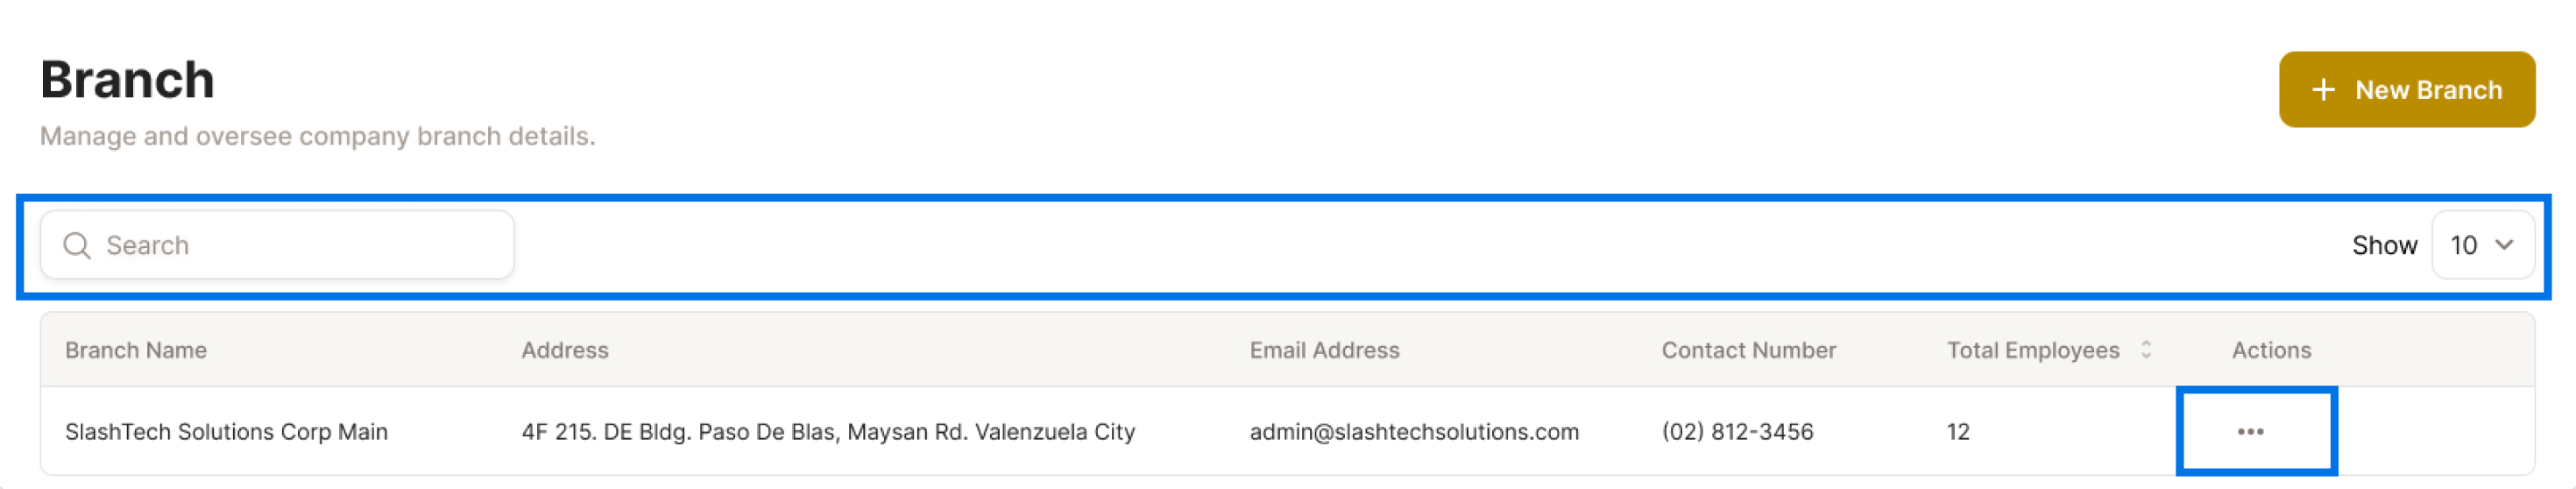 Branch
+ New Branch
Manage and oversee company branch details.
Search
Show 10
Branch Name Address Email Address Contact Number Total Employees Actions
SlashTech Solutions Corp Main 4F 215. DE Bldg. Paso De Blas, Maysan Rd. Valenzuela City admin@slashtechsolutions.com (02) 812-3456 12 •••